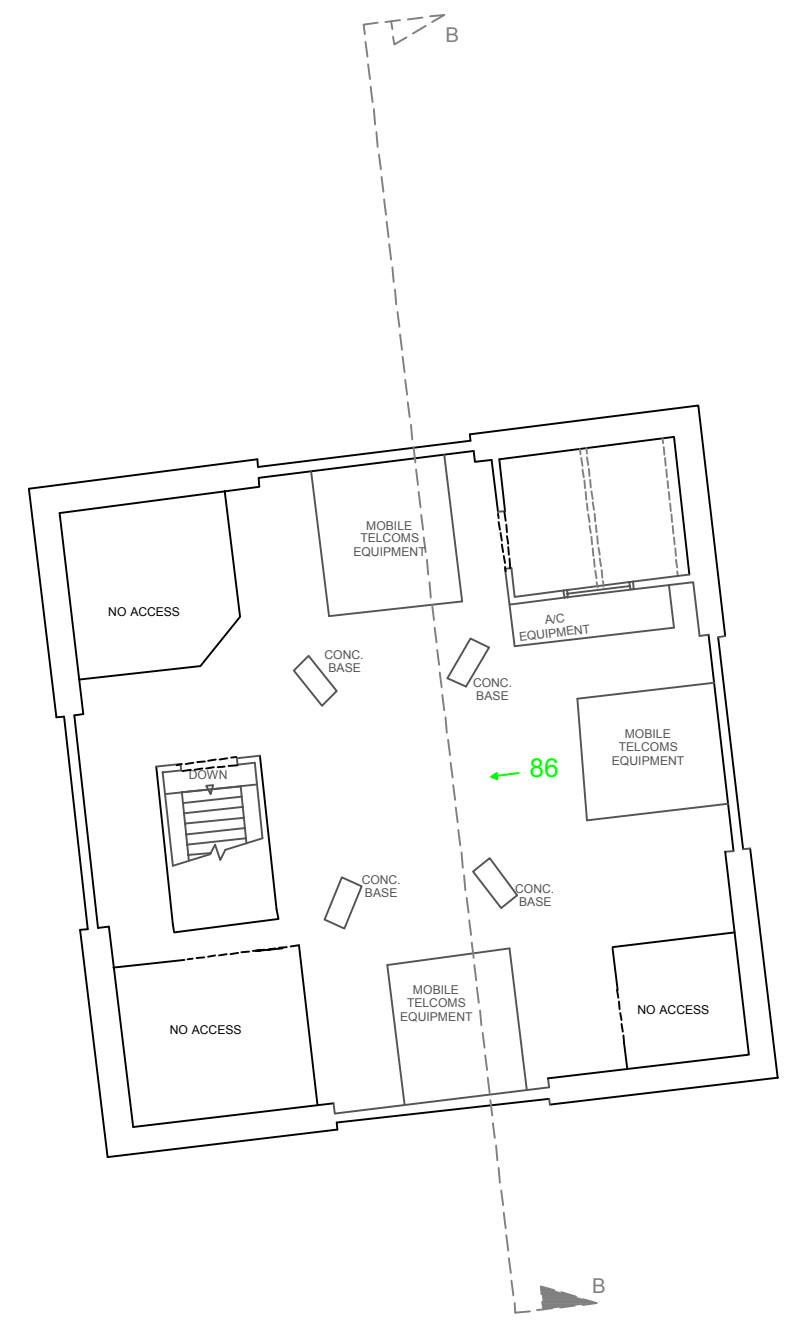 B
MOBILE
TELCOMS
EQUIPMENT
NO ACCESS
A/C
EQUIPMENT
CONC.
BASE
CONC.
BASE
MOBILE
TELCOMS
EQUIPMENT
86
DOWN
CONC.
BASE
CONC.
BASE
MOBILE
TELCOMS
EQUIPMENT
NO ACCESS
NO ACCESS
B